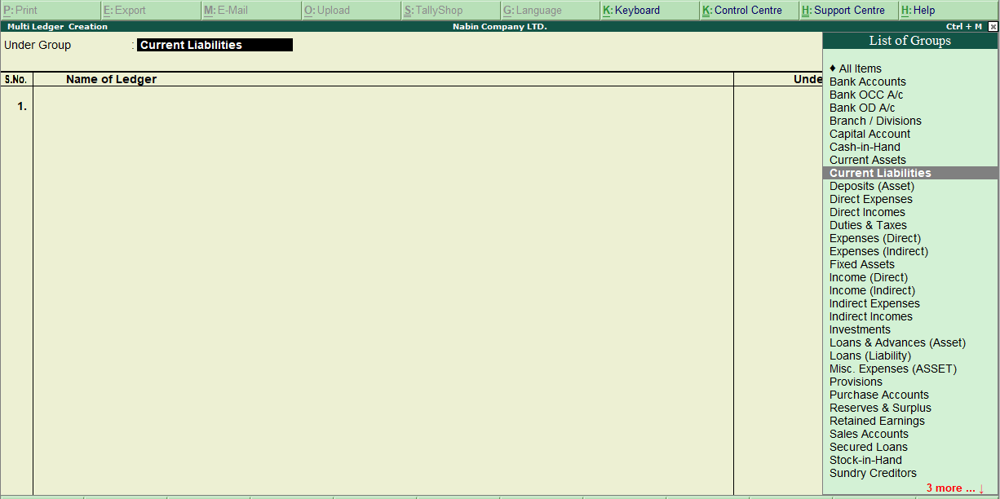 P: Print E: Export M: E-Mail O: Upload S: TallyShop G: Language K: Keyboard K: Control Centre H: Support Centre H: Help
Multi Ledger Creation Nabin Company LTD. Ctrl + M
Under Group : Current Liabilities
S.No. Name of Ledger Unde
1.
List of Groups
♦ All Items
Bank Accounts
Bank OCC A/c
Bank OD A/c
Branch / Divisions
Capital Account
Cash-in-Hand
Current Assets
Current Liabilities
Deposits (Asset)
Direct Expenses
Direct Incomes
Duties & Taxes
Expenses (Direct)
Expenses (Indirect)
Fixed Assets
Income (Direct)
Income (Indirect)
Indirect Expenses
Indirect Incomes
Investments
Loans & Advances (Asset)
Loans (Liability)
Misc. Expenses (ASSET)
Provisions
Purchase Accounts
Reserves & Surplus
Retained Earnings
Sales Accounts
Secured Loans
Stock-in-Hand
Sundry Creditors
3 more ... ↓